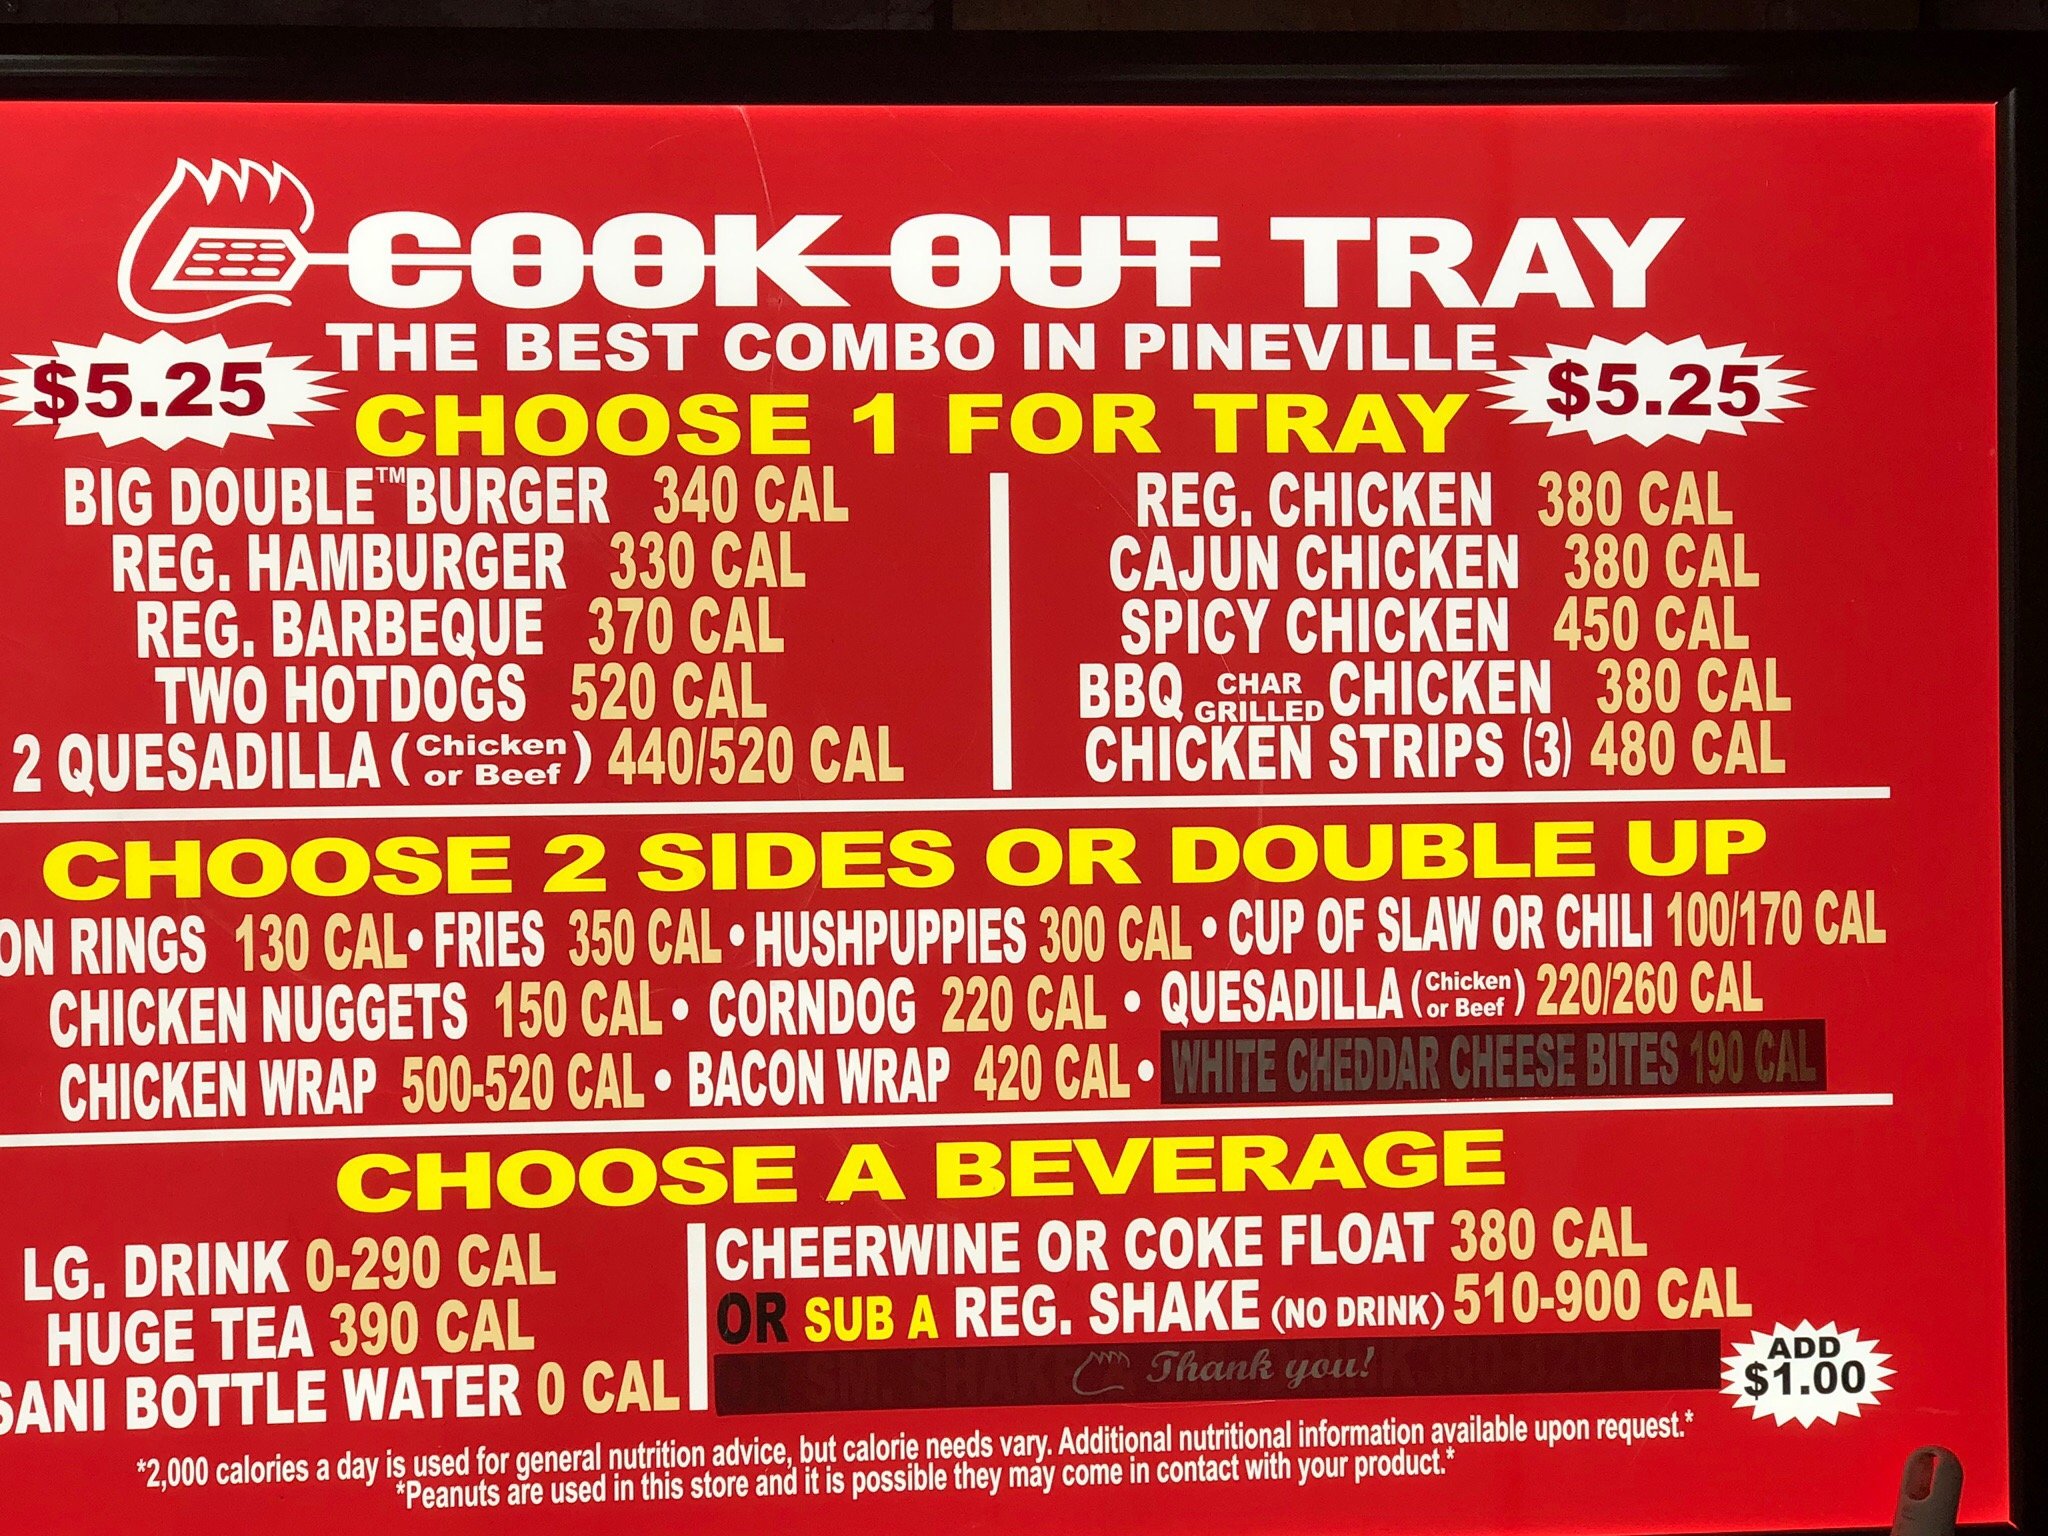 COOK OUT TRAY
THE BEST COMBO IN PINEVILLE
$5.25
$5.25
CHOOSE 1 FOR TRAY
BIG DOUBLE™ BURGER 340 CAL
REG. HAMBURGER 330 CAL
REG. BARBEQUE 370 CAL
TWO HOTDOGS 520 CAL
2 QUESADILLA (Chicken or Beef) 440/520 CAL
REG. CHICKEN 380 CAL
CAJUN CHICKEN 380 CAL
SPICY CHICKEN 450 CAL
BBQ CHAR GRILLED CHICKEN 380 CAL
CHICKEN STRIPS (3) 480 CAL
CHOOSE 2 SIDES OR DOUBLE UP
ON RINGS 130 CAL • FRIES 350 CAL • HUSHPUPPIES 300 CAL • CUP OF SLAW OR CHILI 100/170 CAL
CHICKEN NUGGETS 150 CAL • CORNDOG 220 CAL • QUESADILLA (Chicken or Beef) 220/260 CAL
CHICKEN WRAP 500-520 CAL • BACON WRAP 420 CAL • WHITE CHEDDAR CHEESE BITES 190 CAL
CHOOSE A BEVERAGE
LG. DRINK 0-290 CAL
HUGE TEA 390 CAL
SANI BOTTLE WATER 0 CAL
CHEERWINE OR COKE FLOAT 380 CAL
OR SUB A REG. SHAKE (NO DRINK) 510-900 CAL
Thank you!
ADD
$1.00
*2,000 calories a day is used for general nutrition advice, but calorie needs vary. Additional nutritional information available upon request.*
*Peanuts are used in this store and it is possible they may come in contact with your product.*